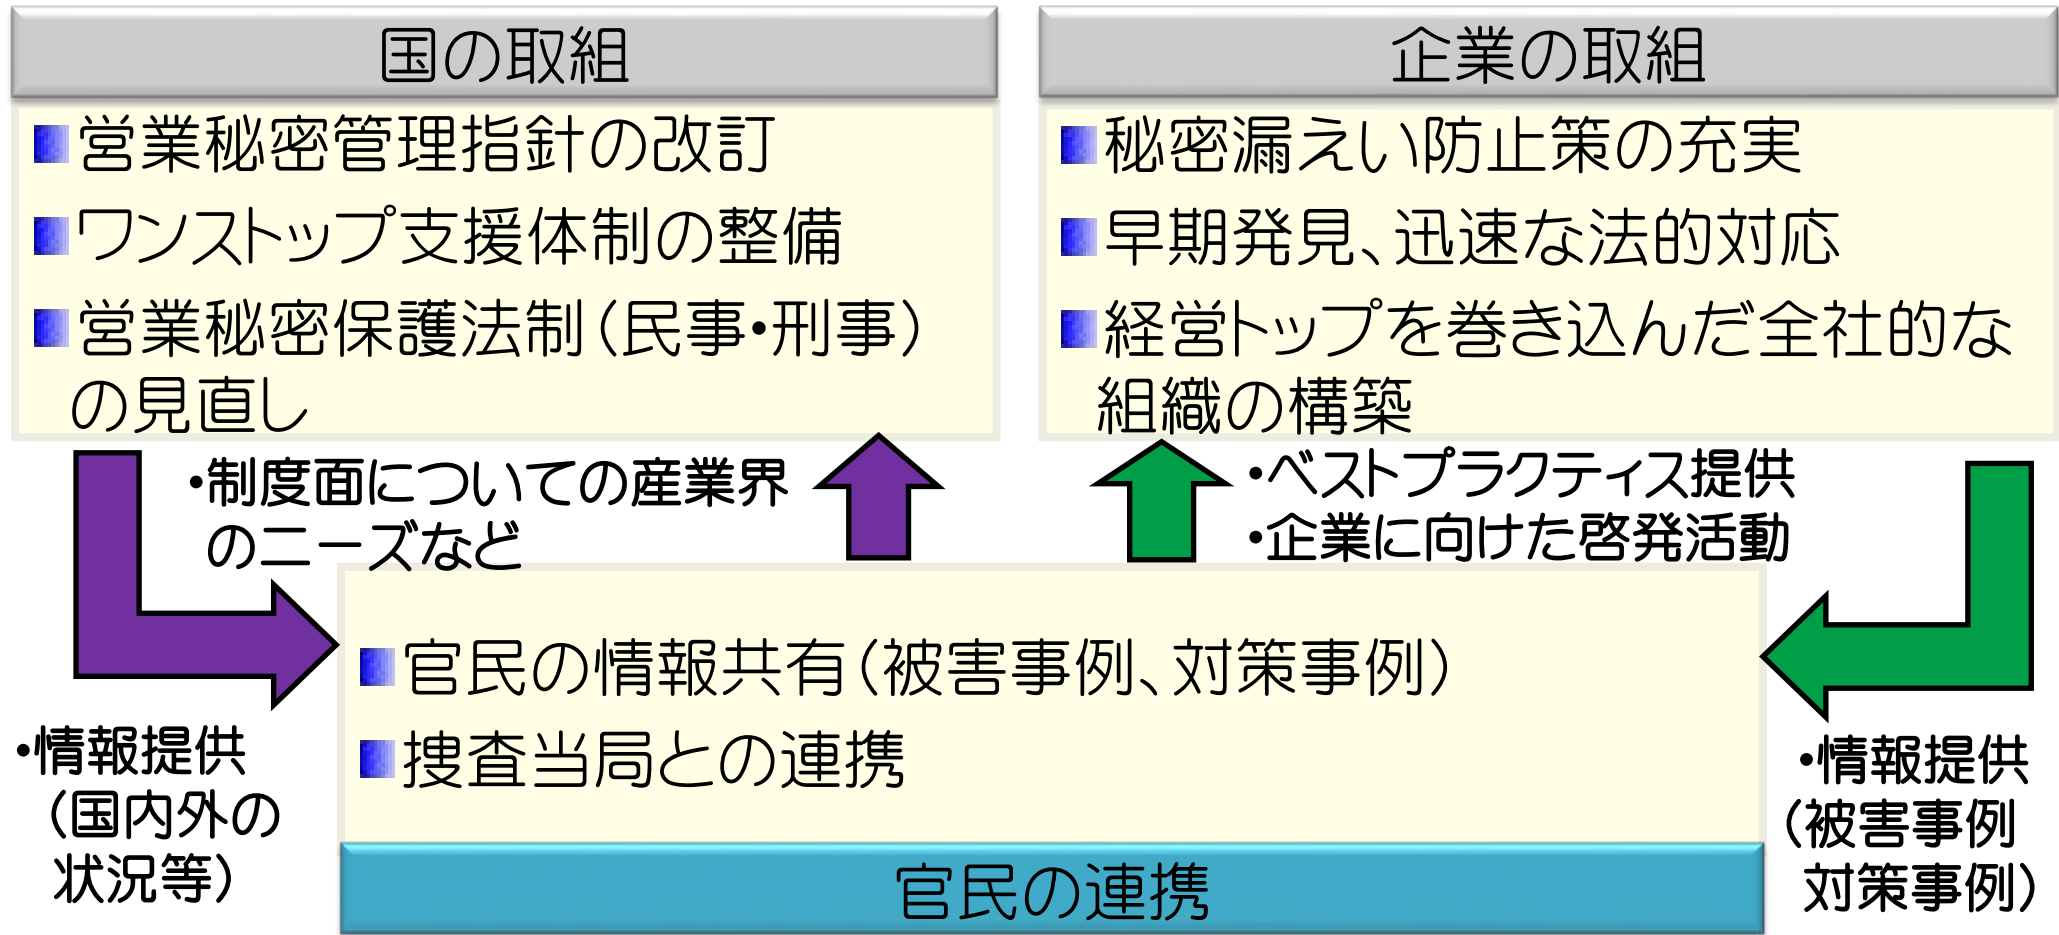 国の取組
営業秘密管理指針の改訂
ワンストップ支援体制の整備
営業秘密保護法制（民事・刑事）
の見直し
企業の取組
秘密漏えい防止策の充実
早期発見、迅速な法的対応
経営トップを巻き込んだ全社的な
組織の構築
・制度面についての産業界
のニーズなど
・ベストプラクティス提供
・企業に向けた啓発活動
官民の情報共有（被害事例、対策事例）
捜査当局との連携
・情報提供
（国内外の
状況等）
・情報提供
（被害事例
対策事例）
官民の連携